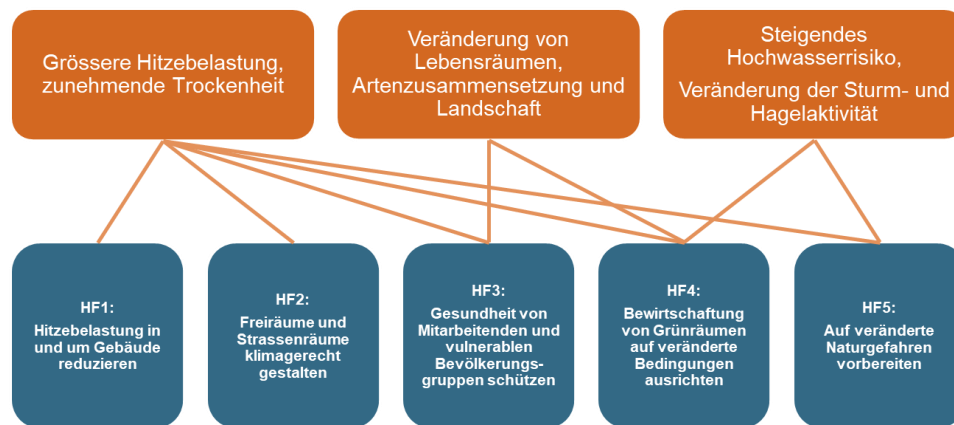 Grössere Hitzebelastung,
zunehmende Trockenheit
Veränderung von
Lebensräumen,
Artenzusammensetzung und
Landschaft
Steigendes
Hochwasserrisiko,
Veränderung der Sturm- und
Hagelaktivität
HF1:
Hitzebelastung in
und um Gebäude
reduzieren
HF2:
Freiräume und
Strassenräume
klimagerecht
gestalten
HF3:
Gesundheit von
Mitarbeitenden und
vulnerablen
Bevölkerungs-
gruppen schützen
HF4:
Bewirtschaftung
von Grünräumen
auf veränderte
Bedingungen
ausrichten
HF5:
Auf veränderte
Naturgefahren
vorbereiten